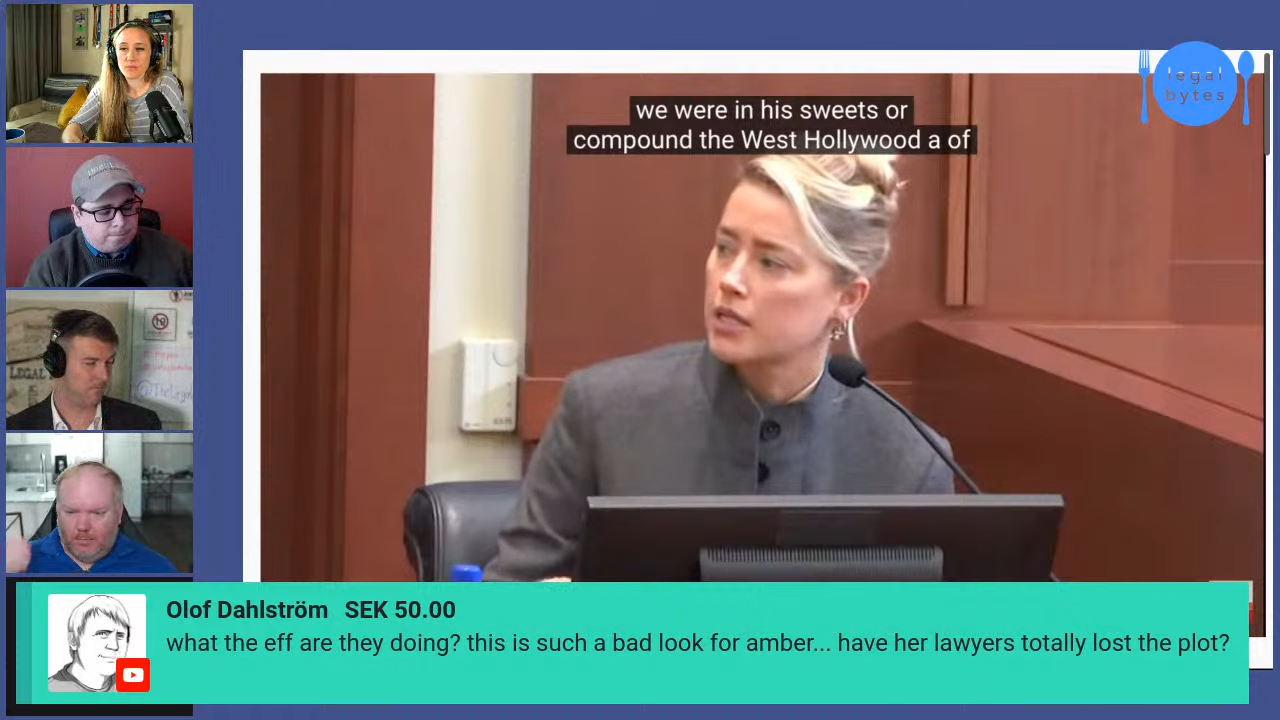 we were in his sweets or
compound the West Hollywood a of
legal
bytes
LEGAL
Olof Dahlström SEK 50.00
what the eff are they doing? this is such a bad look for amber... have her lawyers totally lost the plot?